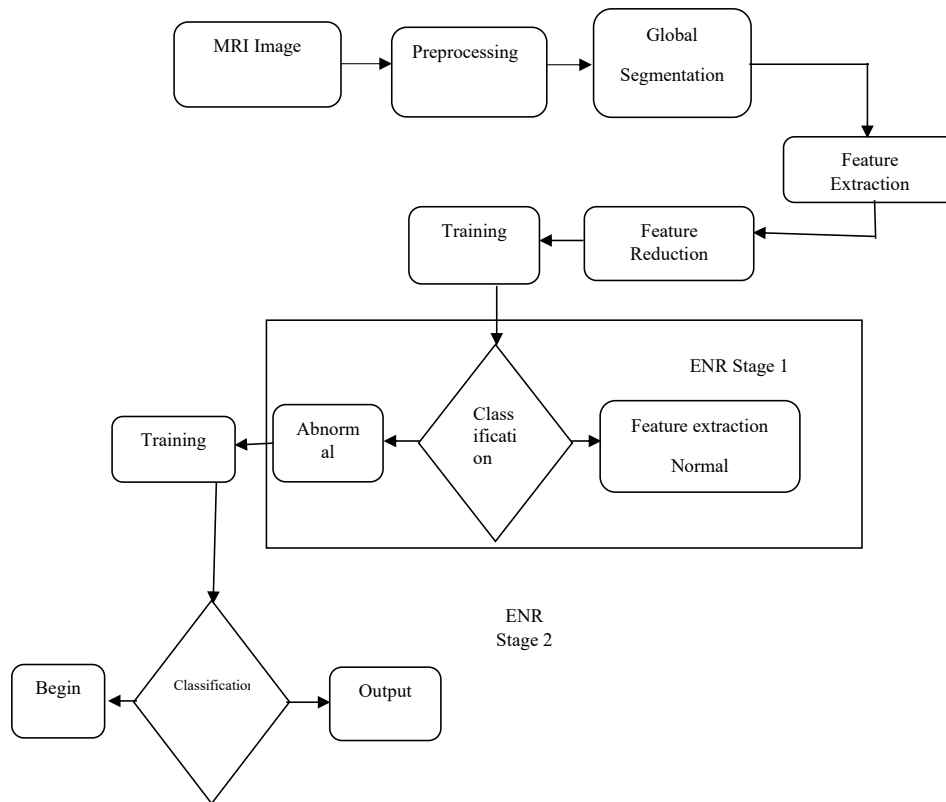 MRI Image
Preprocessing
Global
Segmentation
Feature
Extraction
Feature
Reduction
Training
ENR Stage 1
Class
ificati
on
Feature extraction
Normal
Abnorm
al
Training
ENR
Stage 2
Classification
Begin
Output